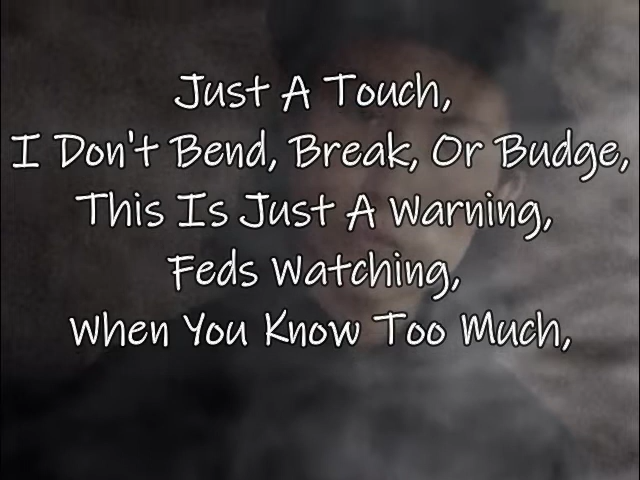 Just A Touch,
I Don't Bend, Break, Or Budge,
This Is Just A Warning,
Feds Watching,
When You Know Too Much,